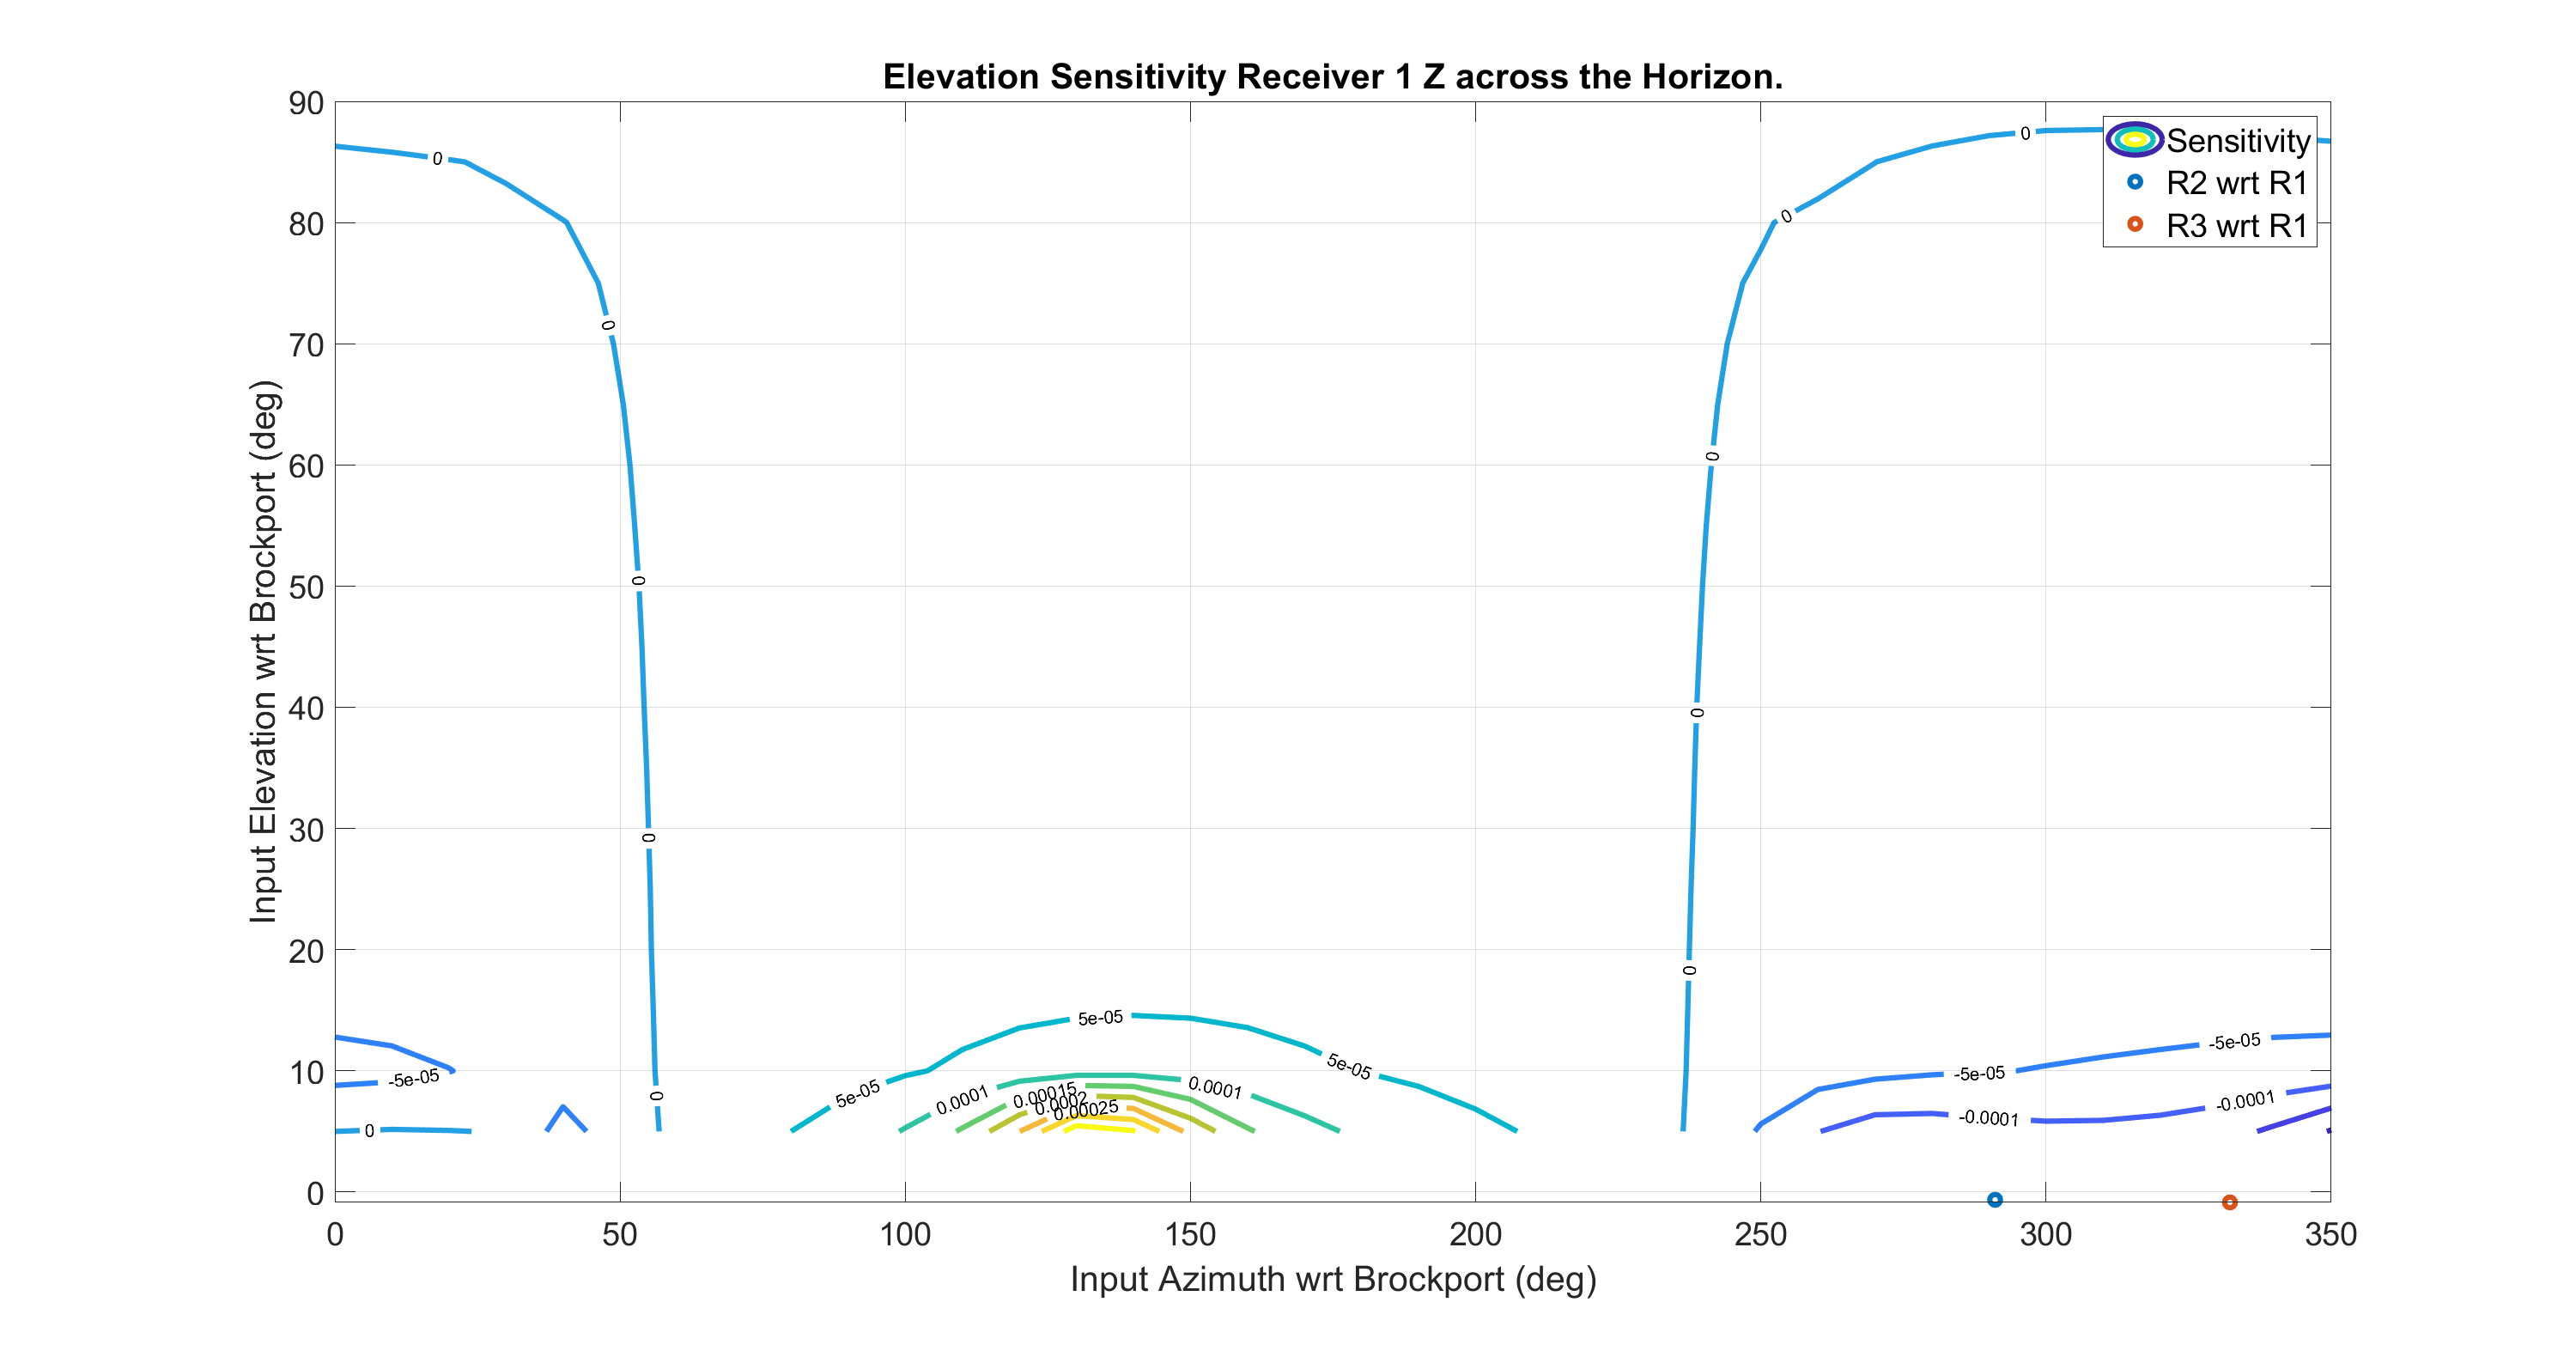 Elevation Sensitivity Receiver 1 Z across the Horizon.
Sensitivity
R2 wrt R1
R3 wrt R1
Input Elevation wrt Brockport (deg)
90
80
70
60
50
40
30
20
10
0
0
0
0
0
0
0
0
0
0
0
0
0
-5e-05
0
5e-05
5e-05
5e-05
0.0001
0.00015
0.0002
0.00025
0.0001
-5e-05
-5e-05
-0.0001
-0.0001
0 50 100 150 200 250 300 350
Input Azimuth wrt Brockport (deg)